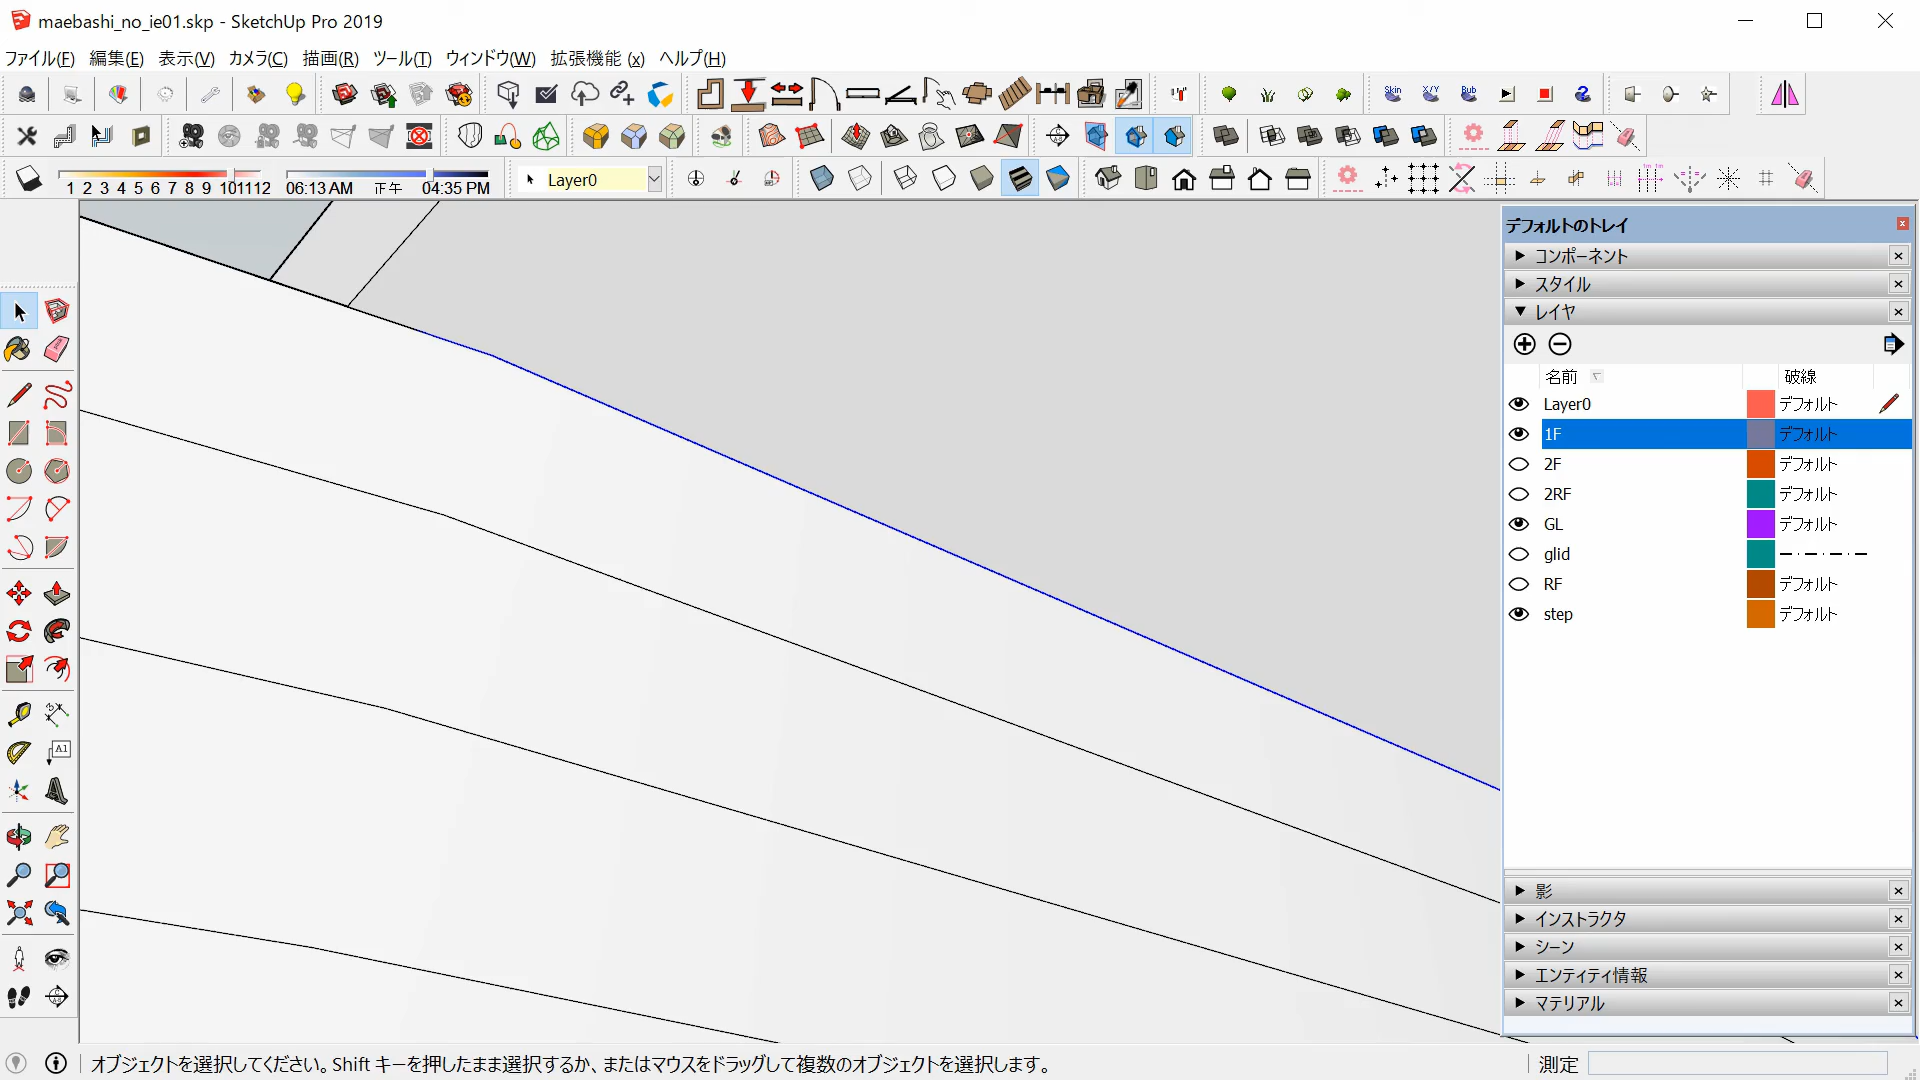 maebashi_no_ie01.skp - SketchUp Pro 2019
ファイル(F) 編集(E) 表示(V) カメラ(C) 描画(R) ツール(T) ウィンドウ(W) 拡張機能 (x) ヘルプ(H)
Skin X/Y Bub
1 2 3 4 5 6 7 8 9 101112 06:13 AM 正午 04:35 PM Layer0
デフォルトのトレイ
コンポーネント
スタイル
レイヤ
名前 破線
Layer0 デフォルト
1F デフォルト
2F デフォルト
2RF デフォルト
GL デフォルト
glid
RF デフォルト
step デフォルト
A1
影
インストラクタ
シーン
エンティティ情報
マテリアル
オブジェクトを選択してください。Shift キーを押したまま選択するか、またはマウスをドラッグして複数のオブジェクトを選択します。 測定